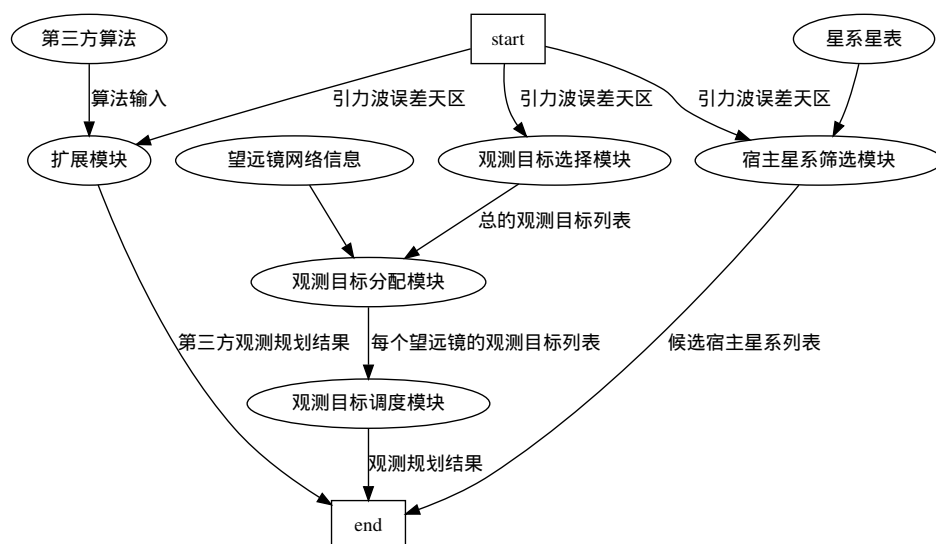 第三方算法
start
星系星表
算法输入
引力波误差天区
引力波误差天区
引力波误差天区
扩展模块
望远镜网络信息
观测目标选择模块
宿主星系筛选模块
总的观测目标列表
观测目标分配模块
第三方观测规划结果
每个望远镜的观测目标列表
候选宿主星系列表
观测目标调度模块
观测规划结果
end